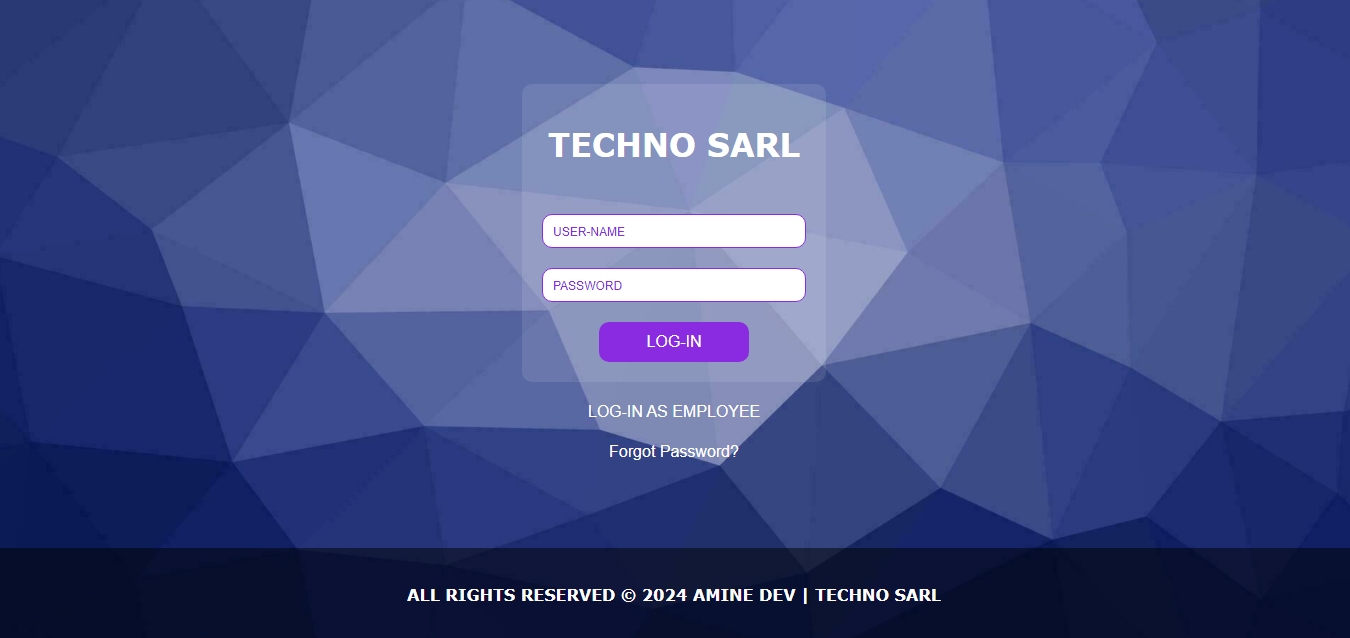 TECHNO SARL
USER-NAME
PASSWORD
LOG-IN
LOG-IN AS EMPLOYEE
Forgot Password?
ALL RIGHTS RESERVED © 2024 AMINE DEV | TECHNO SARL